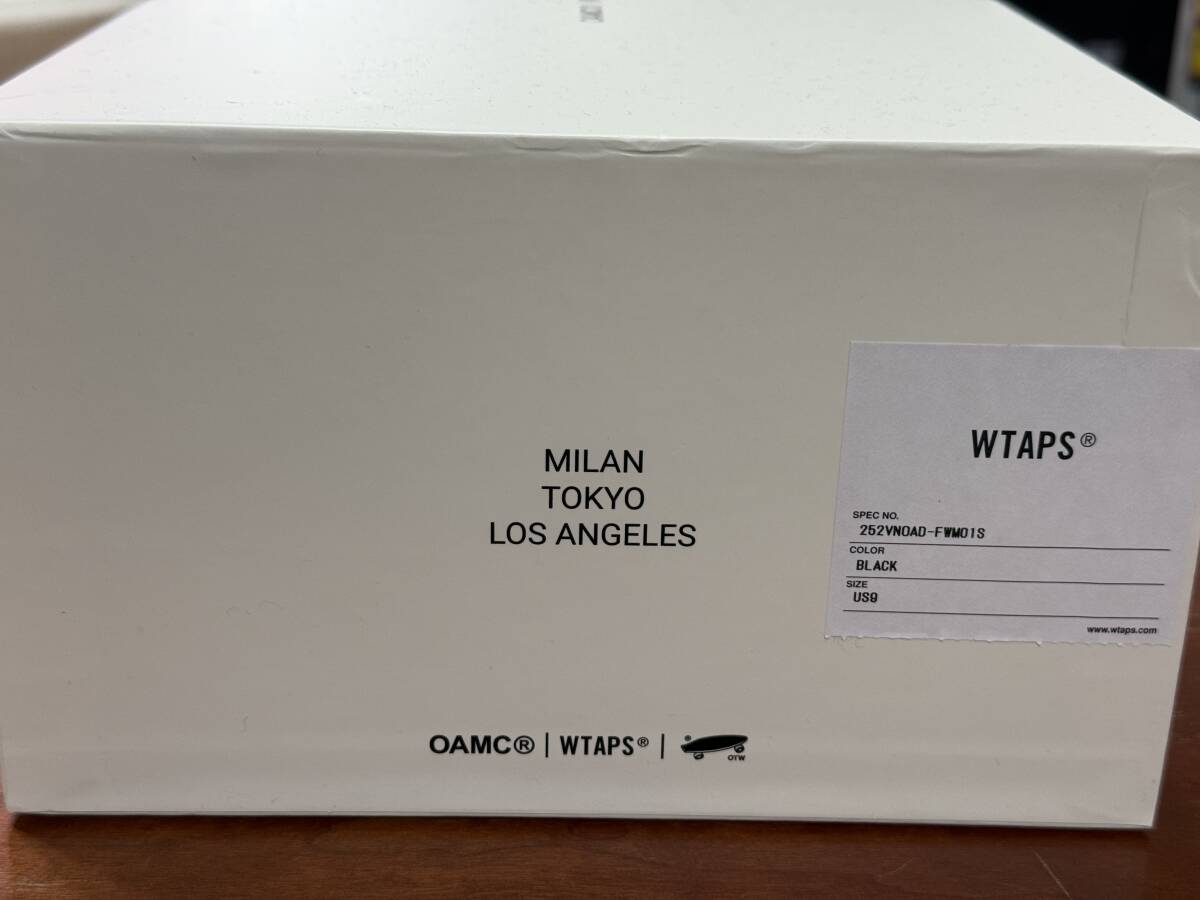 MILAN
TOKYO
LOS ANGELES
OAMC® | WTAPS® |
OTW
WTAPS®
SPEC NO.
252VNOAD-FWM01S
COLOR
BLACK
SIZE
US9
www.wtaps.com